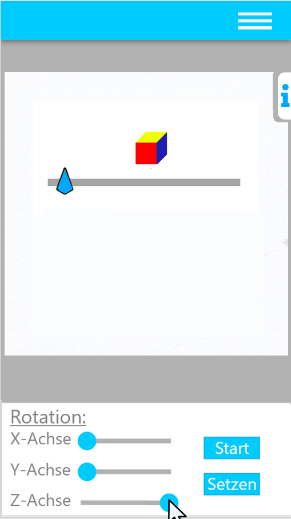 i
Rotation:
X-Achse
Start
Y-Achse
Setzen
Z-Achse